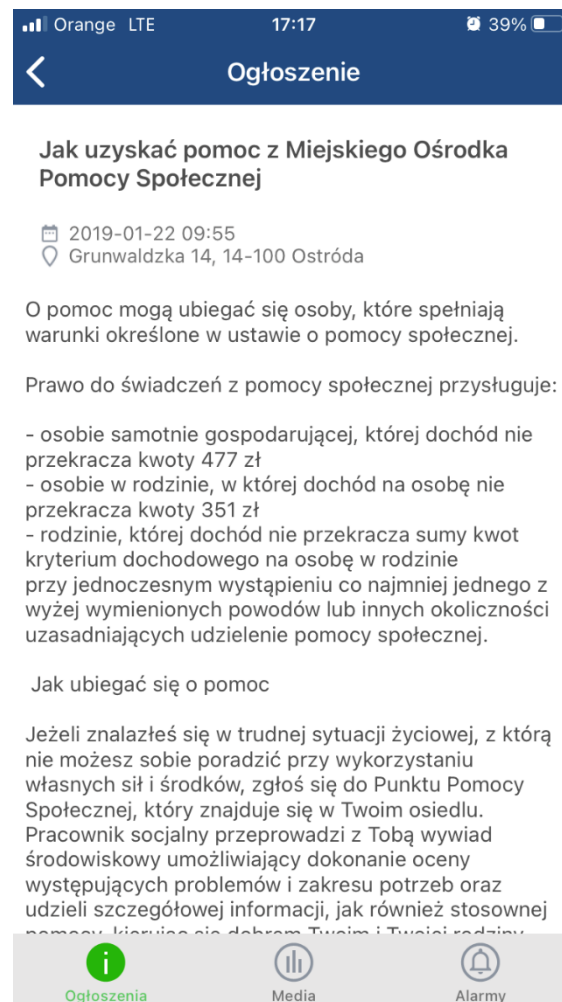 Orange LTE 17:17 39%
Ogłoszenie
Jak uzyskać pomoc z Miejskiego Ośrodka
Pomocy Społecznej
2019-01-22 09:55
Grunwaldzka 14, 14-100 Ostróda
O pomoc mogą ubiegać się osoby, które spełniają
warunki określone w ustawie o pomocy społecznej.
Prawo do świadczeń z pomocy społecznej przysługuje:
- osobie samotnie gospodarującej, której dochód nie
przekracza kwoty 477 zł
- osobie w rodzinie, w której dochód na osobę nie
przekracza kwoty 351 zł
- rodzinie, której dochód nie przekracza sumy kwot
kryterium dochodowego na osobę w rodzinie
przy jednoczesnym wystąpieniu co najmniej jednego z
wyżej wymienionych powodów lub innych okoliczności
uzasadniających udzielenie pomocy społecznej.
Jak ubiegać się o pomoc
Jeżeli znalazłeś się w trudnej sytuacji życiowej, z którą
nie możesz sobie poradzić przy wykorzystaniu
własnych sił i środków, zgłoś się do Punktu Pomocy
Społecznej, który znajduje się w Twoim osiedlu.
Pracownik socjalny przeprowadzi z Tobą wywiad
środowiskowy umożliwiający dokonanie oceny
występujących problemów i zakresu potrzeb oraz
udzieli szczegółowej informacji, jak również stosownej
pomocy, kierując się dobrem Twoim i Twojej rodziny
Ogłoszenia Media Alarmy